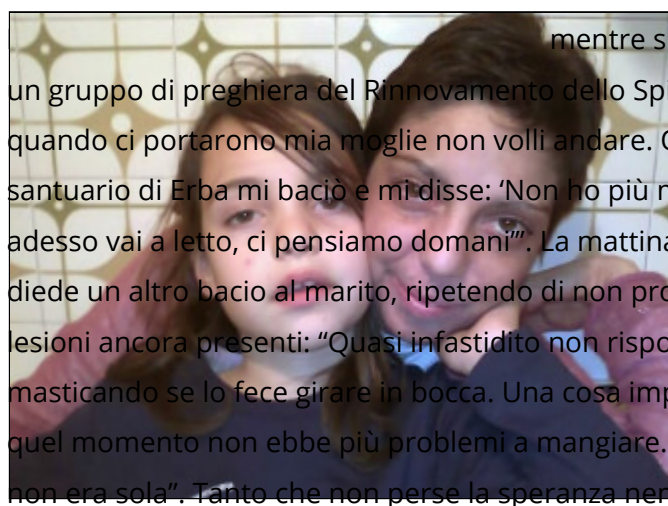 mentre s
un gruppo di preghiera del Rinnovamento dello Sp
quando ci portarono mia moglie non volli andare.
santuario di Erba mi baciò e mi disse: ‘Non ho più
adesso vai a letto, ci pensiamo domani’”. La mattina
diede un altro bacio al marito, ripetendo di non pro
lesioni ancora presenti: “Quasi infastidito non rispo
masticando se lo fece girare in bocca. Una cosa imp
quel momento non ebbe più problemi a mangiare.
non era sola”. Tanto che non perse la speranza ner